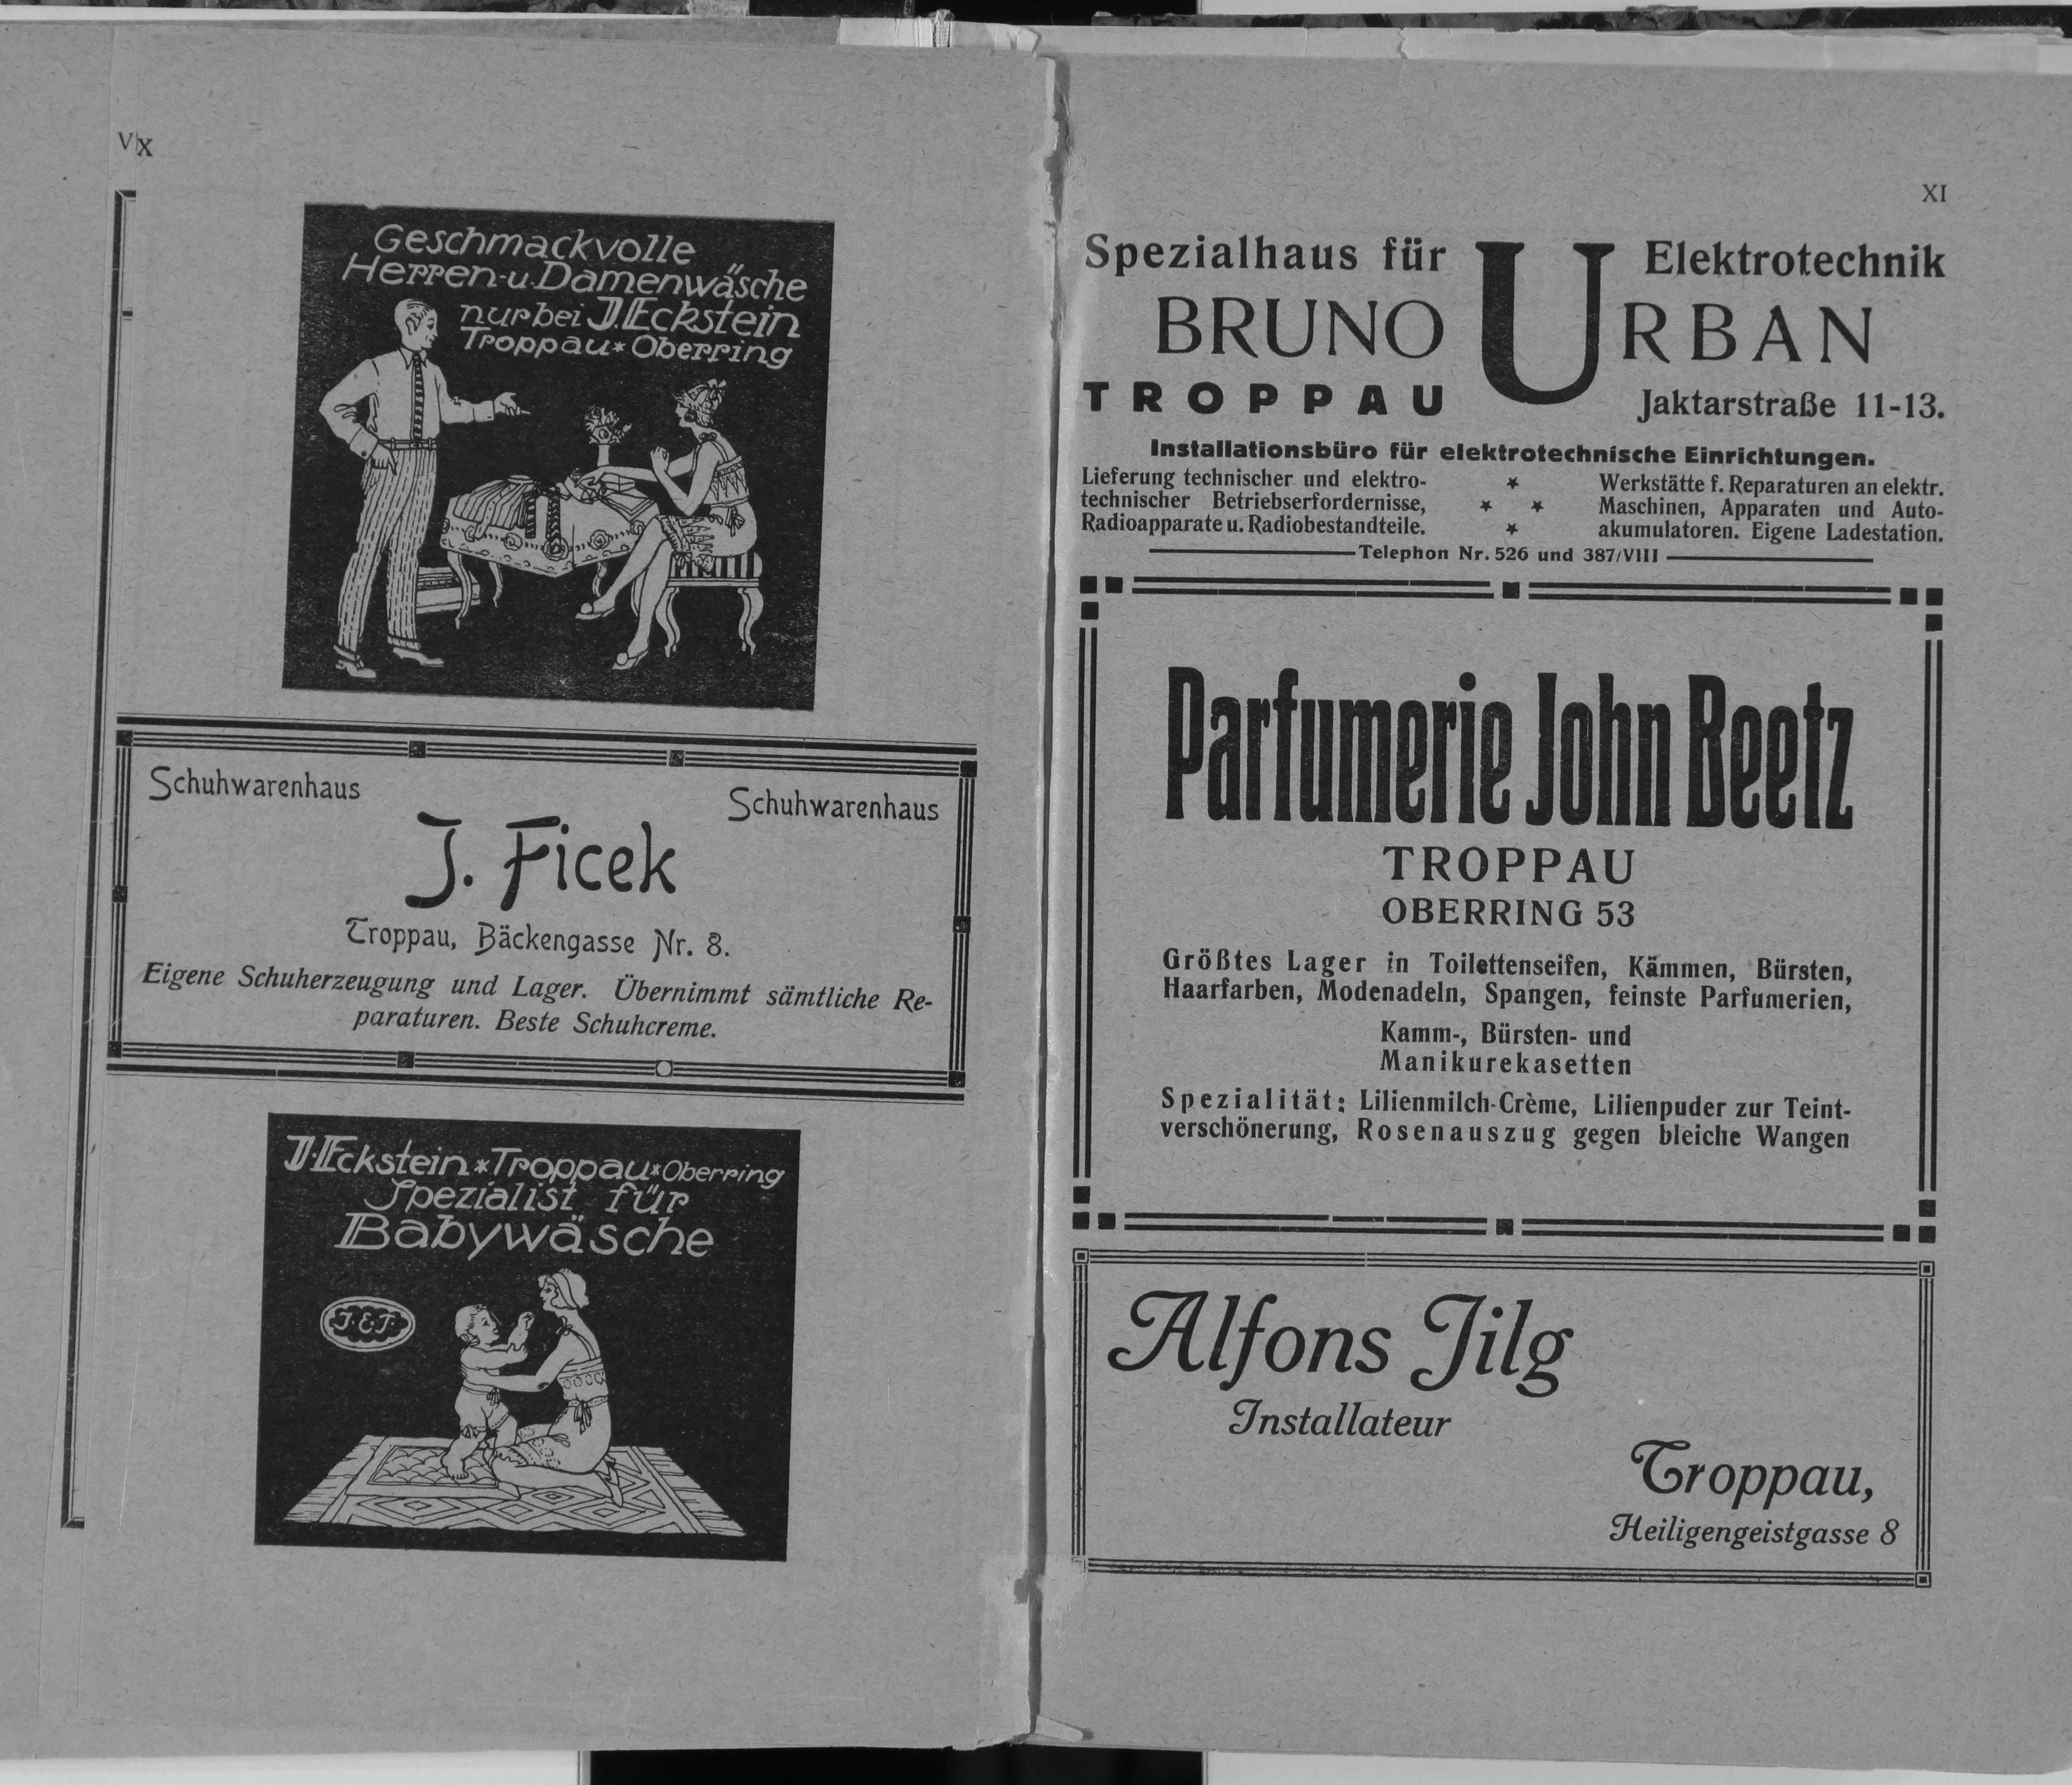 V
X
Geschmackvolle
Herren-u.Damenwäsche
nur bei J.Eckstein
Troppau*Oberring
Schuhwarenhaus
Schuhwarenhaus
J. Ficek
Troppau, Bäckengasse Nr. 8.
Eigene Schuherzeugung und Lager. Übernimmt sämtliche Re-
paraturen. Beste Schuhcreme.
J.Eckstein*Troppau*Oberring
Spezialist für
Babywäsche
J.E.T.
XI
Spezialhaus für Elektrotechnik
BRUNO URBAN
TROPPAU Jaktarstraße 11-13.
Installationsbüro für elektrotechnische Einrichtungen.
Lieferung technischer und elektro-
technischer Betriebserfordernisse,
Radioapparate u. Radiobestandteile.
Werkstätte f. Reparaturen an elektr.
Maschinen, Apparaten und Auto-
akumulatoren. Eigene Ladestation.
Telephon Nr. 526 und 387/VIII
Parfumerie John Beetz
TROPPAU
OBERRING 53
Größtes Lager in Toilettenseifen, Kämmen, Bürsten,
Haarfarben, Modenadeln, Spangen, feinste Parfumerien,
Kamm-, Bürsten- und
Manikurekasetten
Spezialität: Lilienmilch-Crème, Lilienpuder zur Teint-
verschönerung, Rosenauszug gegen bleiche Wangen
Alfons Jilg
Installateur
Troppau,
Heiligengeistgasse 8